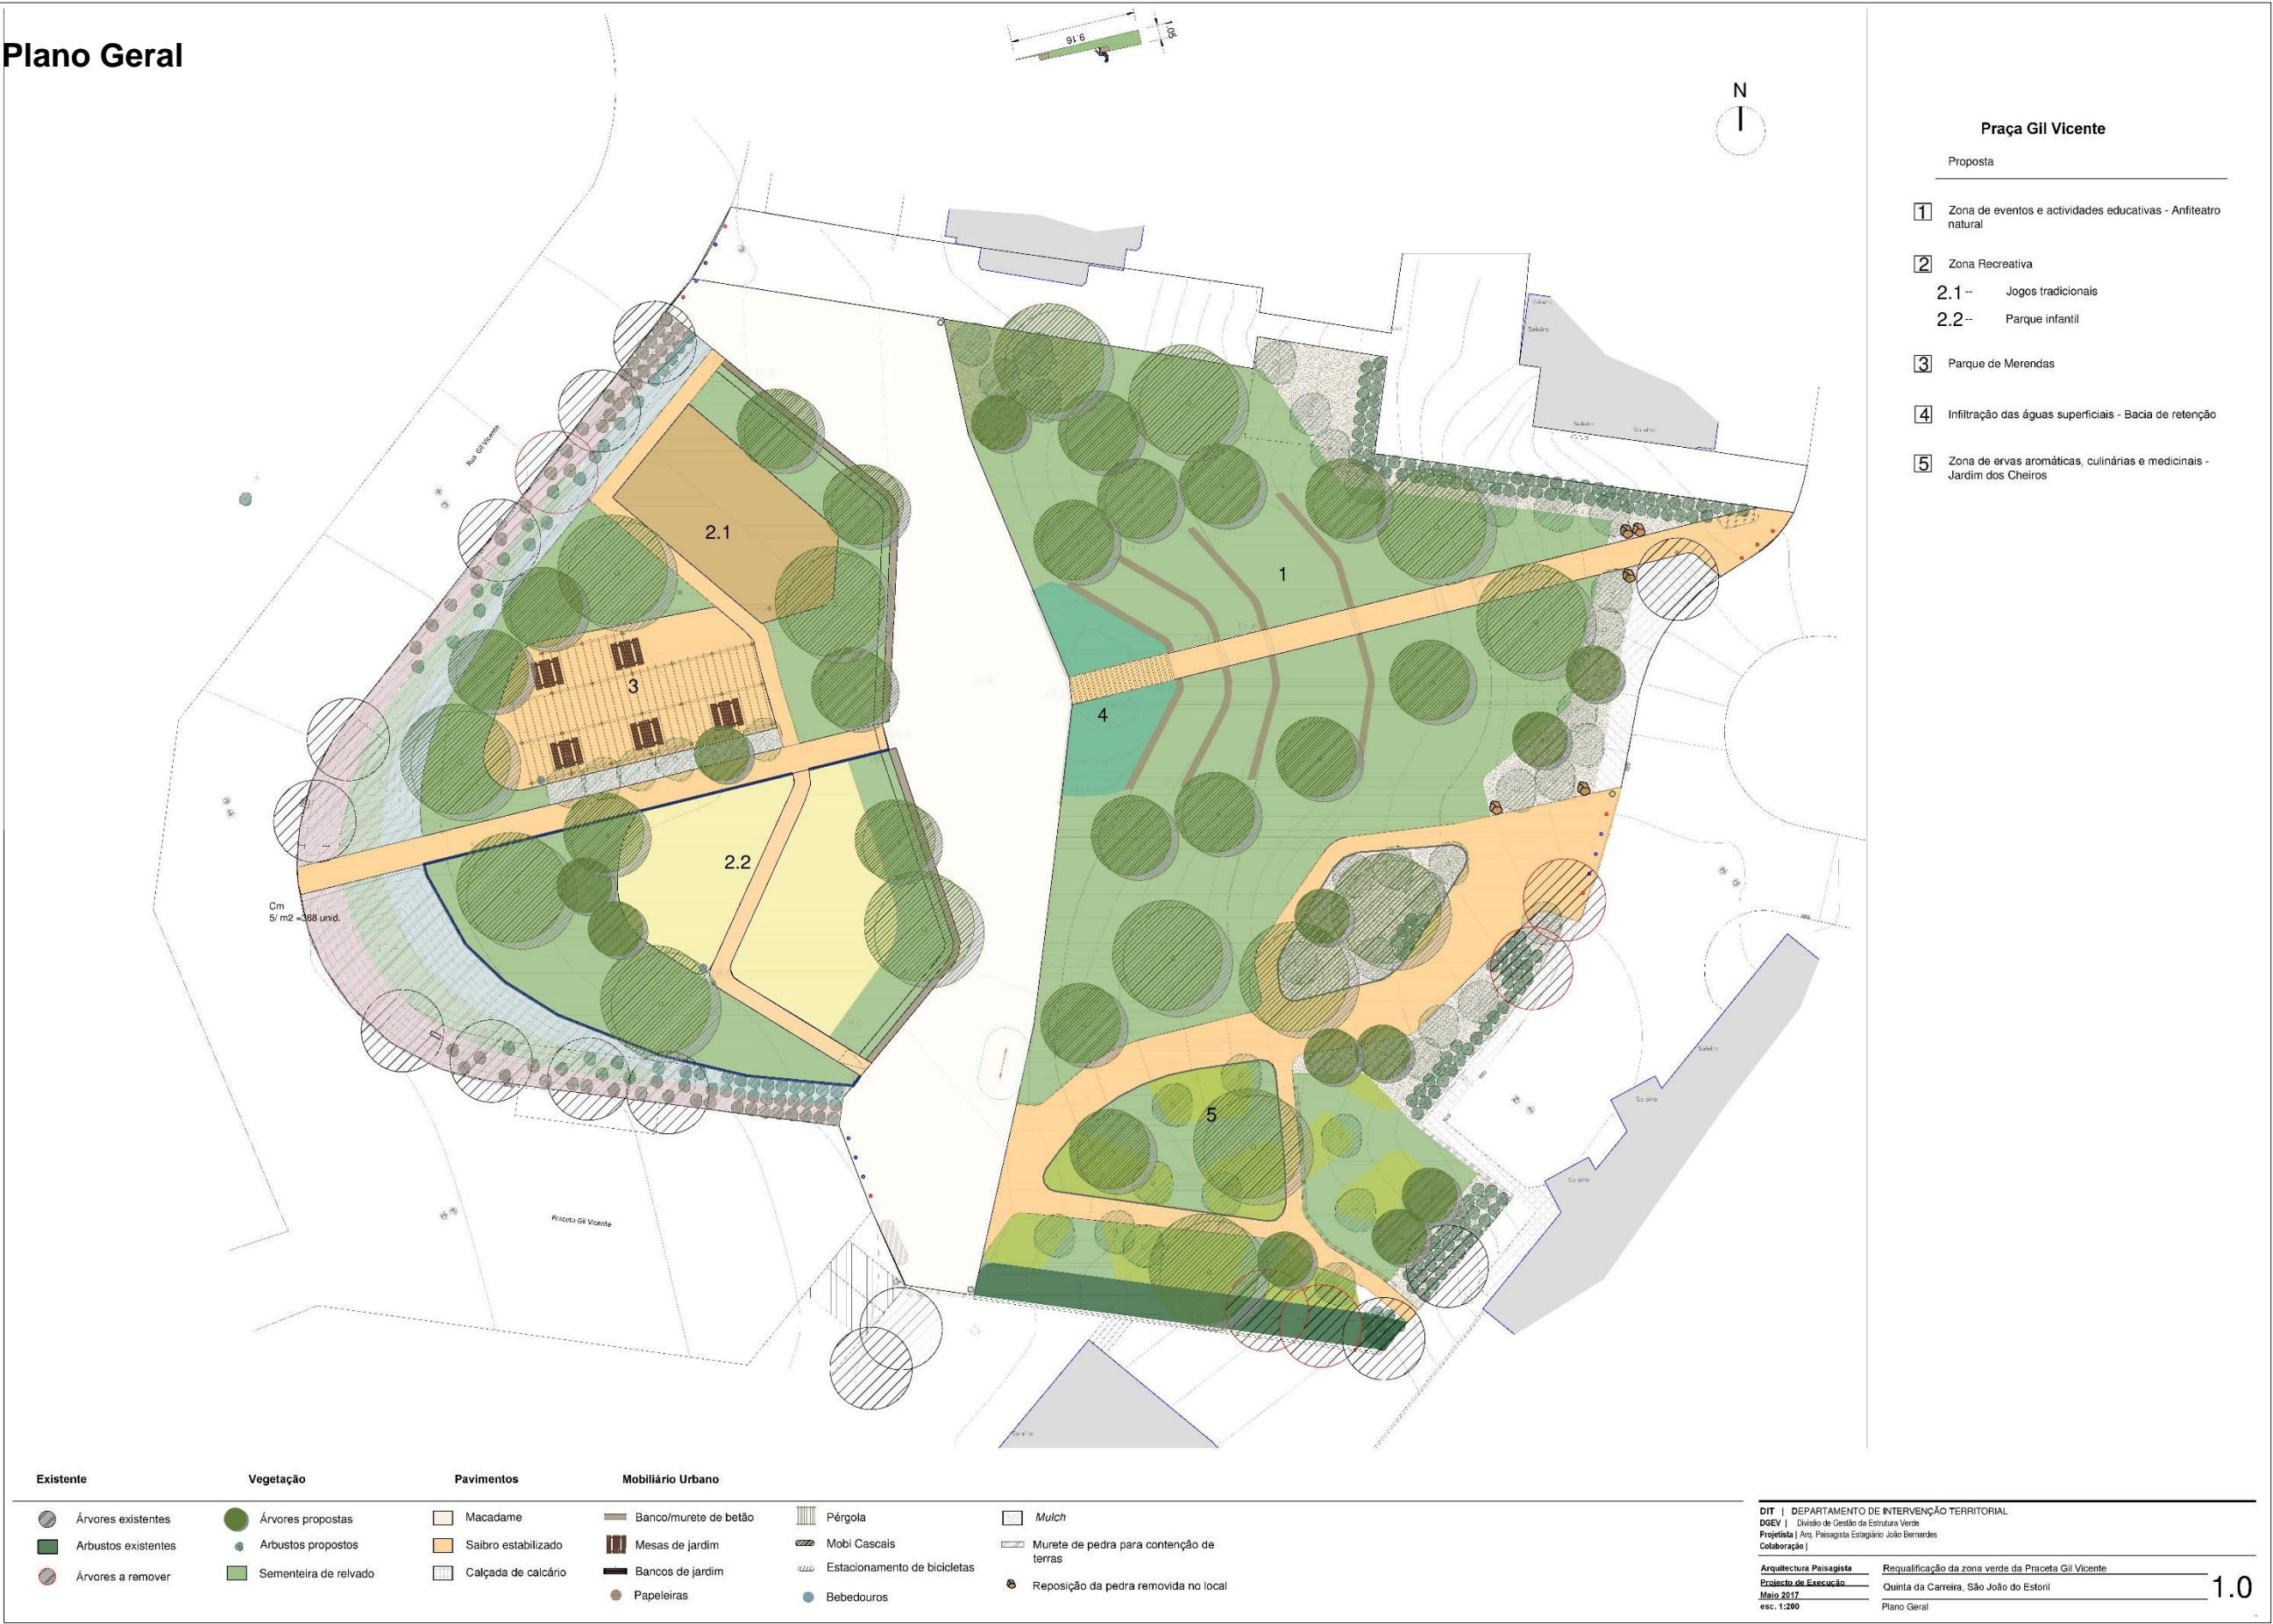 Plano Geral
9.16
1.05
N
Praça Gil Vicente
Proposta
1 Zona de eventos e actividades educativas - Anfiteatro
natural
2 Zona Recreativa
2.1 -- Jogos tradicionais
2.2 -- Parque infantil
3 Parque de Merendas
4 Infiltração das águas superficiais - Bacia de retenção
5 Zona de ervas aromáticas, culinárias e medicinais -
Jardim dos Cheiros
Rua Gil Vicente
2.1
1
3
4
2.2
Cm
5/ m2 =368 unid.
5
Praceta Gil Vicente
Existente
Árvores existentes
Arbustos existentes
Árvores a remover
Vegetação
Árvores propostas
Arbustos propostos
Sementeira de relvado
Pavimentos
Macadame
Saibro estabilizado
Calçada de calcário
Mobiliário Urbano
Banco/murete de betão
Mesas de jardim
Bancos de jardim
Papeleiras
Pérgola
Mobi Cascais
Estacionamento de bicicletas
Bebedouros
Mulch
Murete de pedra para contenção de
terras
Reposição da pedra removida no local
DIT | DEPARTAMENTO DE INTERVENÇÃO TERRITORIAL
DGEV | Divisão de Gestão da Estrutura Verde
Projetista | Arq. Paisagista Estagiário João Bernardes
Colaboração |
Arquitectura Paisagista
Projecto de Execução
Maio 2017
esc. 1:200
Requalificação da zona verde da Praceta Gil Vicente
Quinta da Carreira, São João do Estoril
Plano Geral
1.0